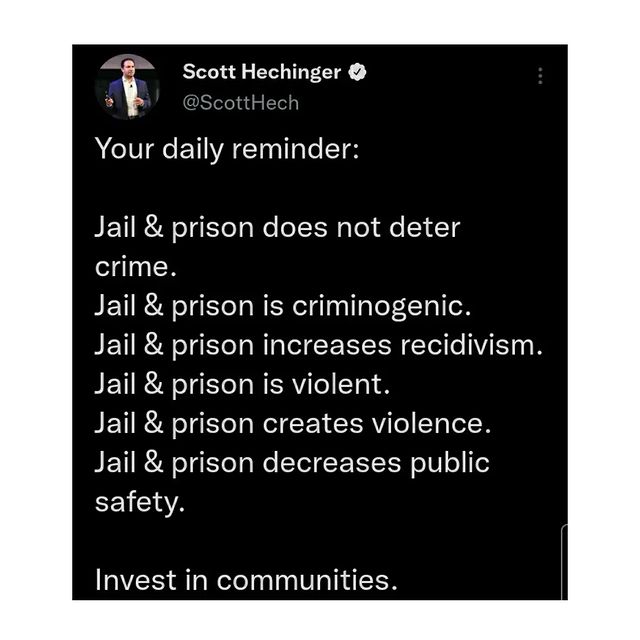 Scott Hechinger
@ScottHech
Your daily reminder:
Jail & prison does not deter
crime.
Jail & prison is criminogenic.
Jail & prison increases recidivism.
Jail & prison is violent.
Jail & prison creates violence.
Jail & prison decreases public
safety.
Invest in communities.